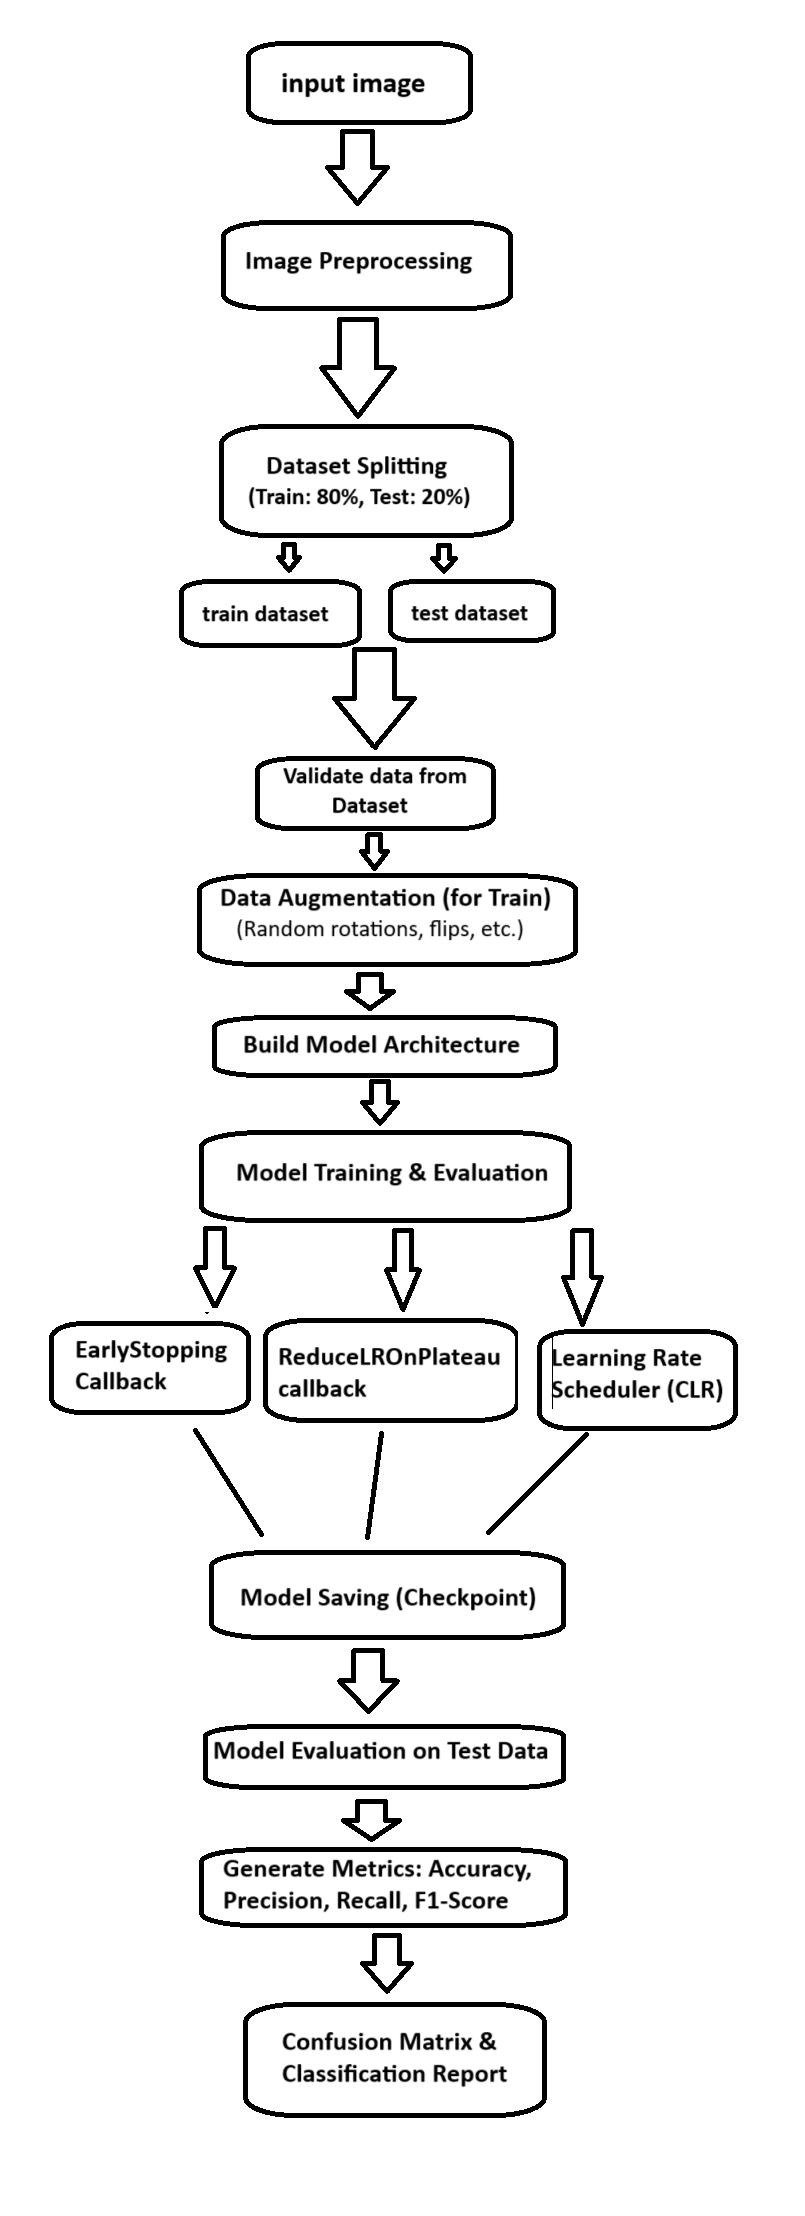 input image
Image Preprocessing
Dataset Splitting
(Train: 80%, Test: 20%)
train dataset
test dataset
Validate data from
Dataset
Data Augmentation (for Train)
(Random rotations, flips, etc.)
Build Model Architecture
Model Training & Evaluation
EarlyStopping
Callback
ReduceLROnPlateau
callback
Learning Rate
Scheduler (CLR)
Model Saving (Checkpoint)
Model Evaluation on Test Data
Generate Metrics: Accuracy,
Precision, Recall, F1-Score
Confusion Matrix &
Classification Report